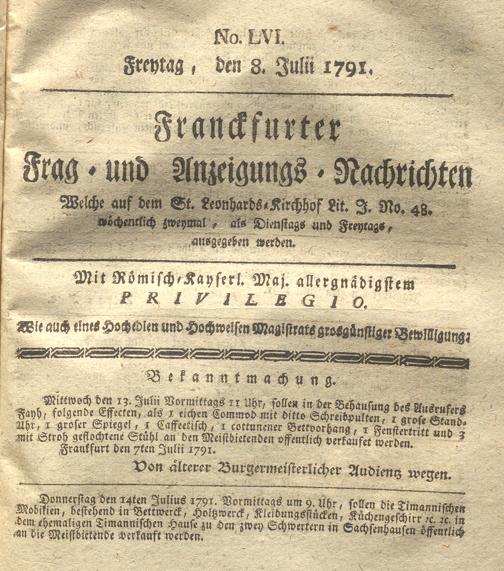 No. LVI.
Freytag, den 8. Julii 1791.
Franckfurter
Frag- und Anzeigungs-Nachrichten
Welche auf dem St. Leonhards-Kirchhof Lit. J. No. 48.
wöchentlich zweymal, als Dienstags und Freytags,
ausgegeben werden.
Mit Römisch-Kayserl. Maj. allergnädigstem
PRIVILEGIO.
Wie auch eines Hochedlen und Hochweisen Magistrats grosgünstiger Bewilligung:
Bekanntmachung.
Mittwoch den 13. Julii Vormittags 11 Uhr, sollen in der Behausung des Ausrufers
Fayh, folgende Effecten, als 1 eichen Commod mit ditto Schreibpulten, 1 grose Stand-
Uhr, 1 groser Spiegel, 1 Caffeetisch, 1 cottunener Bettvorhang, 1 Fenstertritt und 3
mit Stroh geflochtene Stühl an den Meistbietenden öffentlich verkaufet werden.
Frankfurt den 7ten Julii 1791.
Von älterer Burgermeisterlicher Audientz wegen.
Donnerstag den 14ten Julius 1791. Vormittags um 9. Uhr, sollen die Timannischen
Mobilien, bestehend in Bettwerck, Holtzwerck, Kleidungsstücken, Küchengeschirr ꝛc. ꝛc. in
dem ehemaligen Timannischen Hause zu den zwey Schwertern in Sachsenhausen öffentlich
an die Meistbietende verkauft werden.